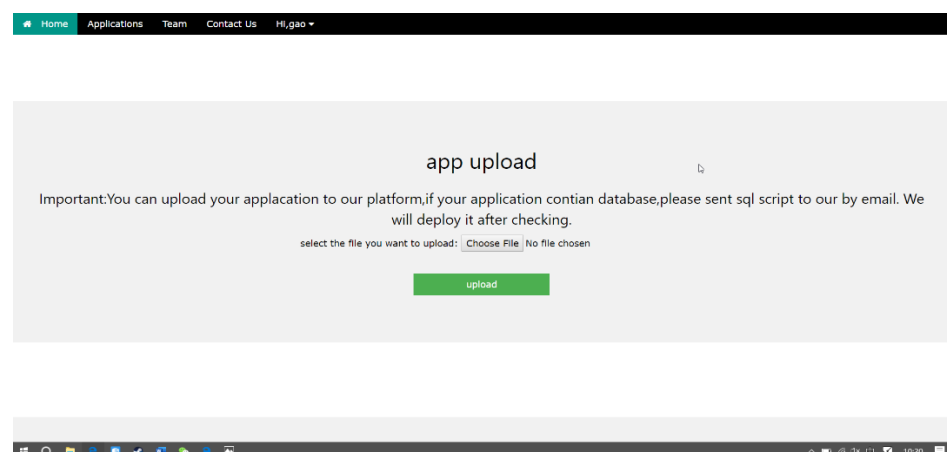 Home Applications Team Contact Us Hi,gao
app upload
Important:You can upload your applacation to our platform,if your application contian database,please sent sql script to our by email. We
will deploy it after checking.
select the file you want to upload: Choose File No file chosen
upload
10:30